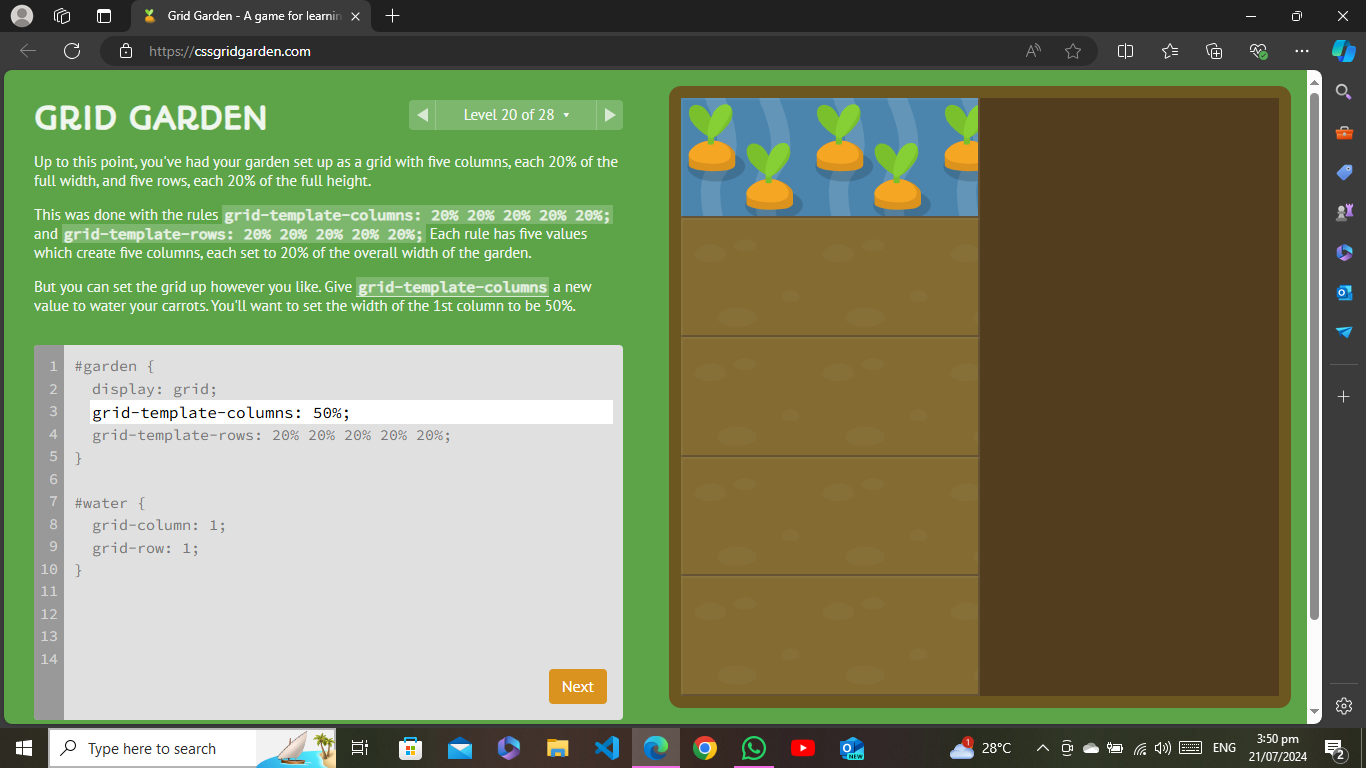 Grid Garden - A game for learnin
https://cssgridgarden.com
GRID GARDEN
Level 20 of 28
Up to this point, you've had your garden set up as a grid with five columns, each 20% of the
full width, and five rows, each 20% of the full height.
This was done with the rules grid-template-columns: 20% 20% 20% 20% 20%;
and grid-template-rows: 20% 20% 20% 20% 20%; Each rule has five values
which create five columns, each set to 20% of the overall width of the garden.
But you can set the grid up however you like. Give grid-template-columns a new
value to water your carrots. You'll want to set the width of the 1st column to be 50%.
1 #garden {
2 display: grid;
3 grid-template-columns: 50%;
4 grid-template-rows: 20% 20% 20% 20% 20%;
5 }
6
7 #water {
8 grid-column: 1;
9 grid-row: 1;
10 }
11
12
13
14
Next
Type here to search
NEW
1
28°C
ENG
3:50 pm
21/07/2024
2